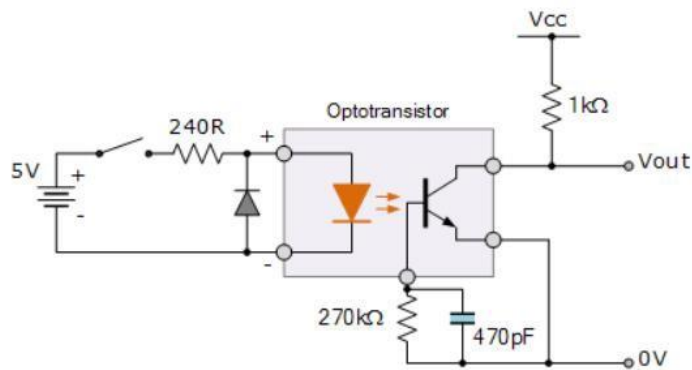 Vcc
Optotransistor
1kΩ
240R
+
Vout
5V
+
-
-
270kΩ
470pF
0V